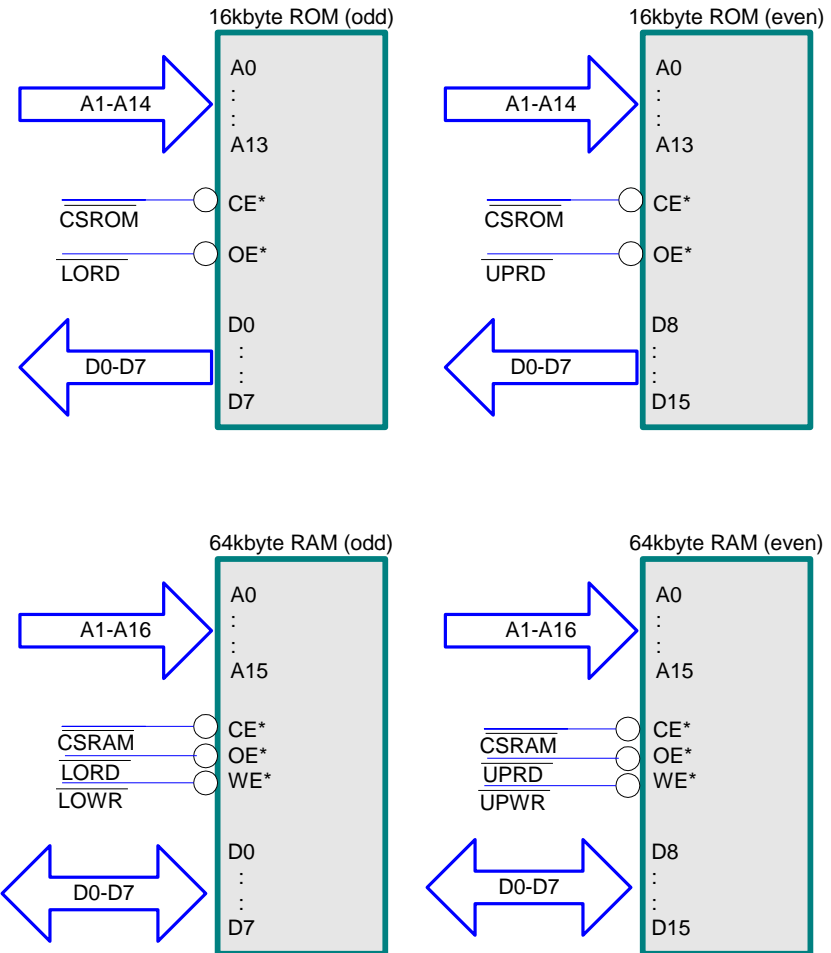 16kbyte ROM (odd)
A1-A14
A0
:
:
A13
CSROM
CE*
LORD
OE*
D0-D7
D0
:
:
D7
16kbyte ROM (even)
A1-A14
A0
:
:
A13
CSROM
CE*
UPRD
OE*
D0-D7
D8
:
:
D15
64kbyte RAM (odd)
A1-A16
A0
:
:
A15
CSRAM
CE*
LORD
OE*
LOWR
WE*
D0-D7
D0
:
:
D7
64kbyte RAM (even)
A1-A16
A0
:
:
A15
CSRAM
CE*
UPRD
OE*
UPWR
WE*
D0-D7
D8
:
:
D15